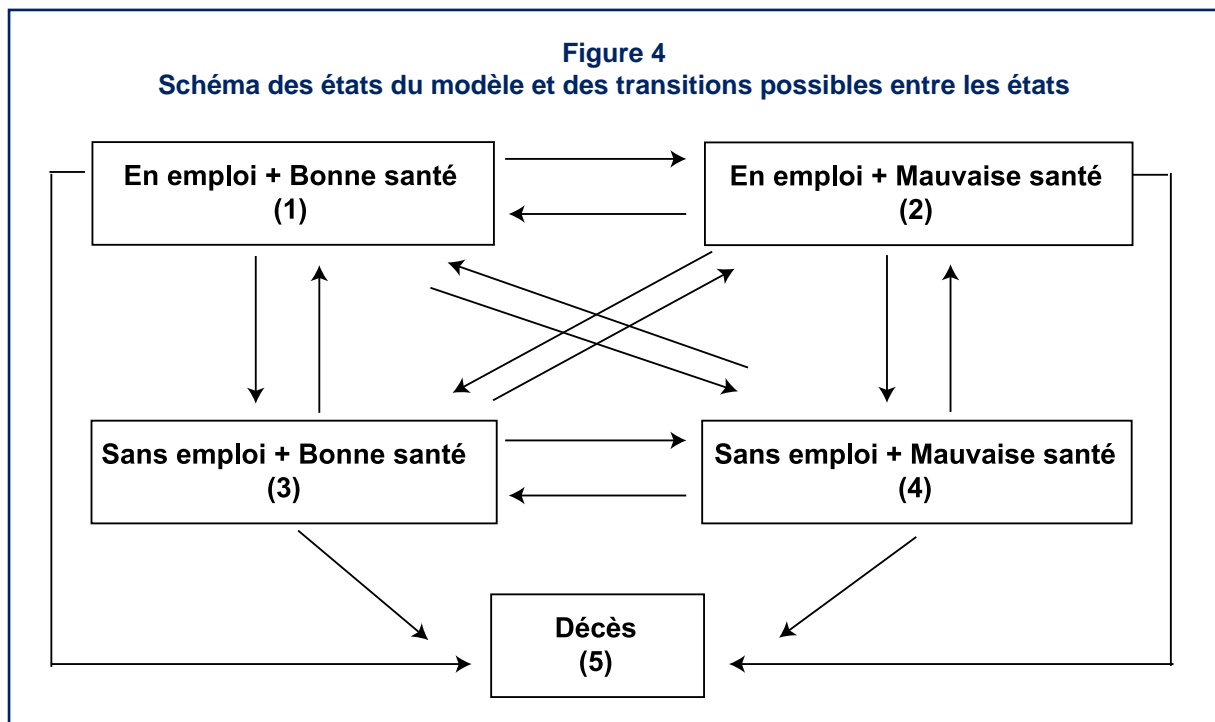 Figure 4
Schéma des états du modèle et des transitions possibles entre les états
En emploi + Bonne santé
(1)
En emploi + Mauvaise santé
(2)
Sans emploi + Bonne santé
(3)
Sans emploi + Mauvaise santé
(4)
Décès
(5)